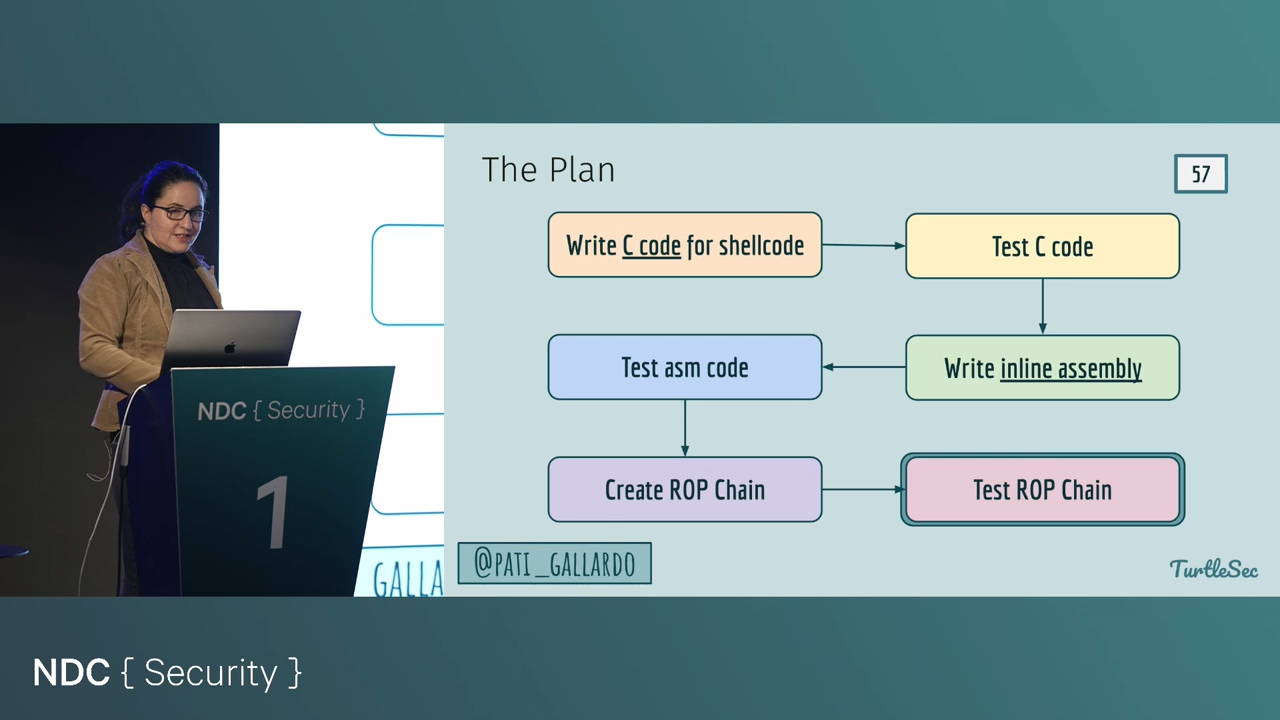 The Plan
57
Write C code for shellcode
Test C code
Test asm code
Write inline assembly
Create ROP Chain
Test ROP Chain
@PATI_GALLARDO
TurtleSec
NDC { Security }
1
GALLA
NDC { Security }